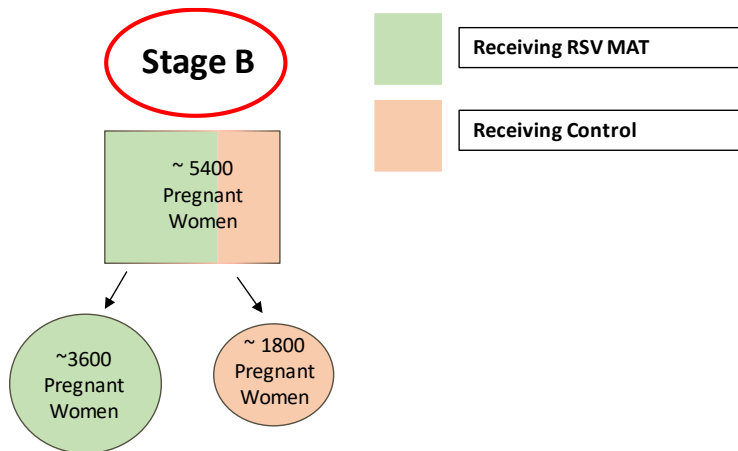 Stage B
Receiving RSV MAT
Receiving Control
~ 5400
Pregnant
Women
~3600
Pregnant
Women
~ 1800
Pregnant
Women